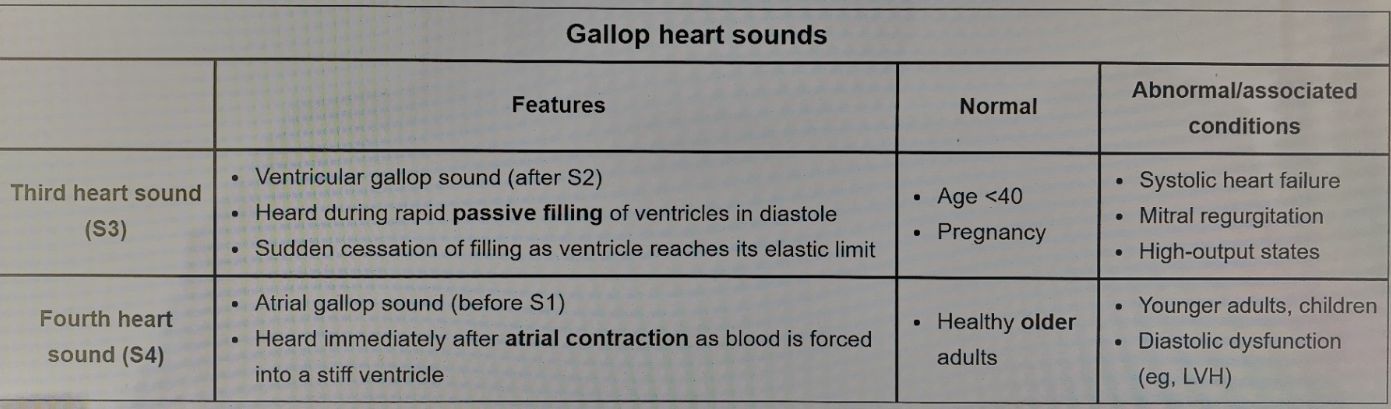 Gallop heart sounds
Features
Normal
Abnormal/associated
conditions
Third heart sound
(S3)
• Ventricular gallop sound (after S2)
• Heard during rapid passive filling of ventricles in diastole
• Sudden cessation of filling as ventricle reaches its elastic limit
• Age <40
• Pregnancy
• Systolic heart failure
• Mitral regurgitation
• High-output states
Fourth heart
sound (S4)
• Atrial gallop sound (before S1)
• Heard immediately after atrial contraction as blood is forced
into a stiff ventricle
• Healthy older
adults
• Younger adults, children
• Diastolic dysfunction
(eg, LVH)